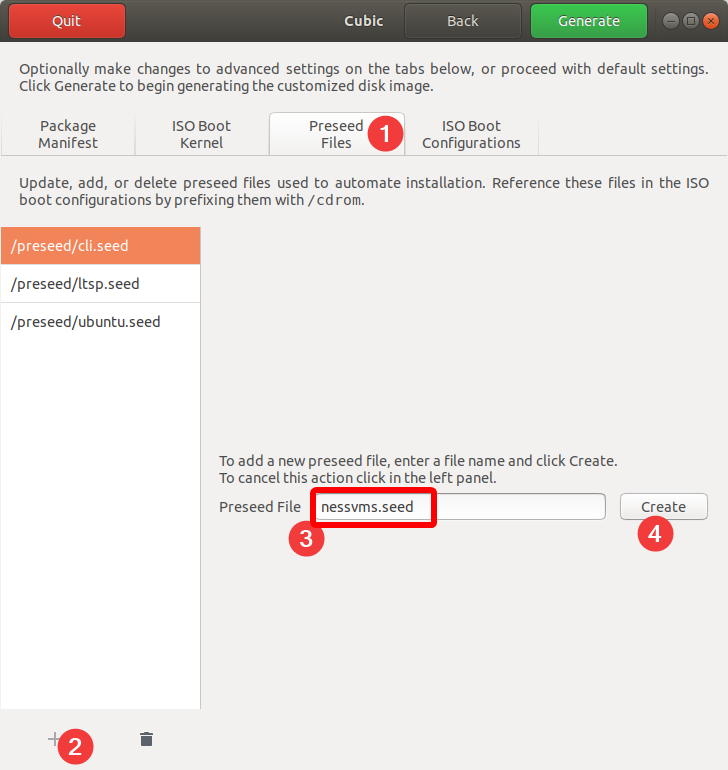 Quit
Cubic
Back
Generate
Optionally make changes to advanced settings on the tabs below, or proceed with default settings.
Click Generate to begin generating the customized disk image.
Package
Manifest
ISO Boot
Kernel
Preseed
Files
1
ISO Boot
Configurations
Update, add, or delete preseed files used to automate installation. Reference these files in the ISO
boot configurations by prefixing them with /cdrom.
/preseed/cli.seed
/preseed/ltsp.seed
/preseed/ubuntu.seed
To add a new preseed file, enter a file name and click Create.
To cancel this action click in the left panel.
Preseed File
nessvms.seed
Create
3
4
2